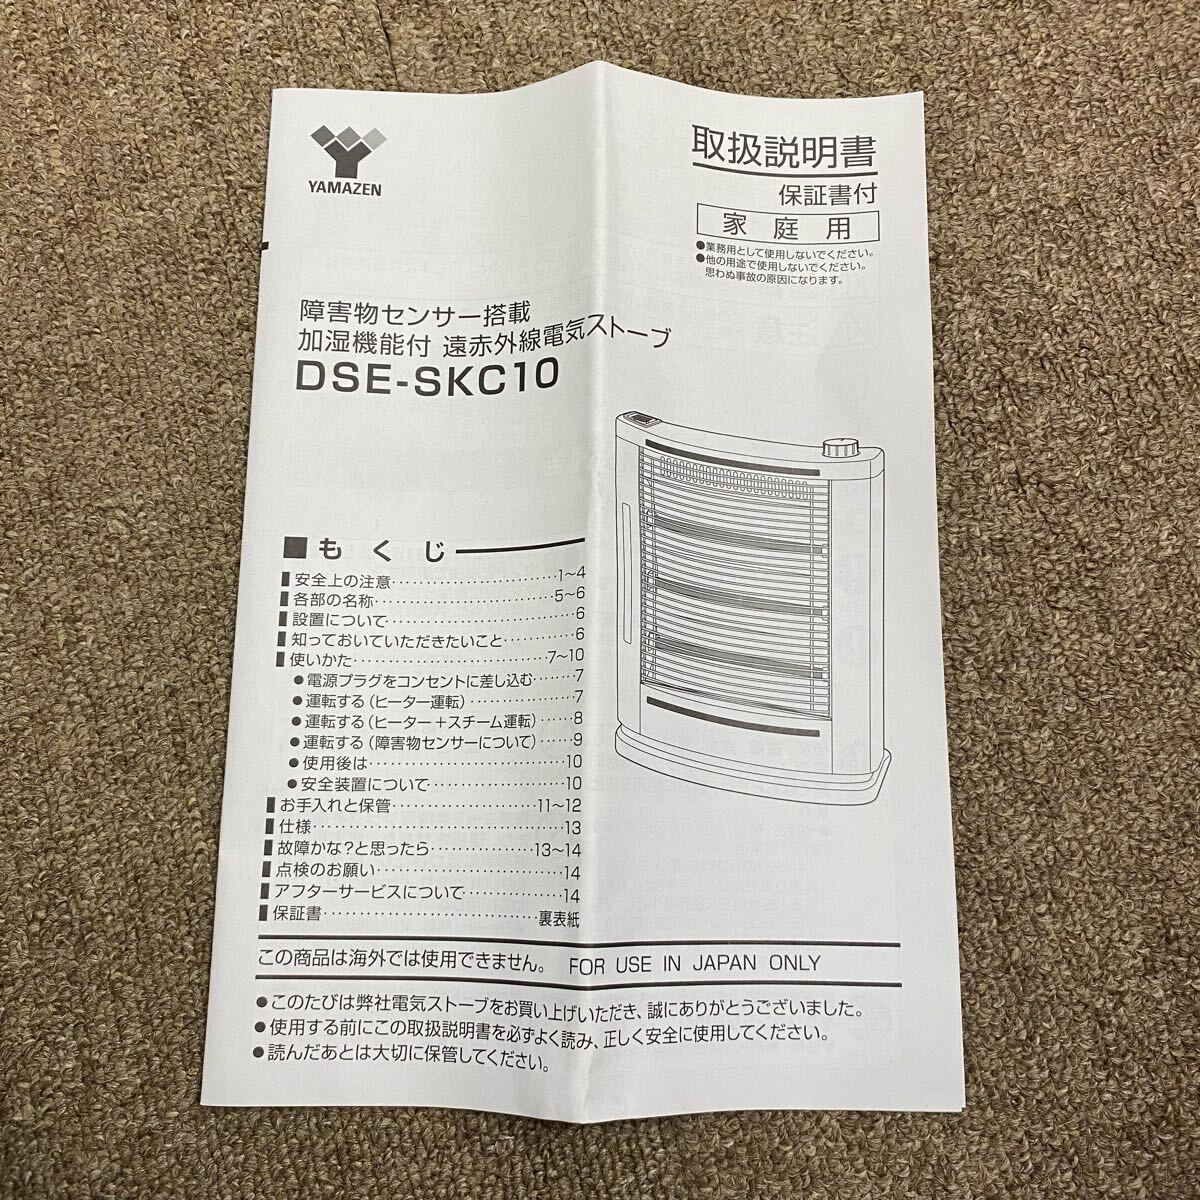 YAMAZEN
取扱説明書
保証書付
家庭用
●業務用として使用しないでください。
●他の用途で使用しないでください。
思わぬ事故の原因になります。
障害物センサー搭載
加湿機能付 遠赤外線電気ストーブ
DSE-SKC10
■もくじ
安全上の注意‥‥‥‥‥‥‥‥1~4
各部の名称‥‥‥‥‥‥‥‥‥5~6
設置について‥‥‥‥‥‥‥‥‥6
知っておいていただきたいこと‥‥‥6
使いかた‥‥‥‥‥‥‥‥‥7~10
●電源プラグをコンセントに差し込む‥‥7
●運転する(ヒーター運転)‥‥‥‥‥7
●運転する(ヒーター+スチーム運転)‥‥8
●運転する(障害物センサーについて)‥‥9
●使用後は‥‥‥‥‥‥‥‥‥10
●安全装置について‥‥‥‥‥‥10
お手入れと保管‥‥‥‥‥‥11~12
仕様‥‥‥‥‥‥‥‥‥‥‥‥13
故障かな?と思ったら‥‥‥‥13~14
点検のお願い‥‥‥‥‥‥‥‥14
アフターサービスについて‥‥‥‥14
保証書‥‥‥‥‥‥‥‥‥‥裏表紙
この商品は海外では使用できません。 FOR USE IN JAPAN ONLY
●このたびは弊社電気ストーブをお買い上げいただき、誠にありがとうございました。
●使用する前にこの取扱説明書を必ずよく読み、正しく安全に使用してください。
●読んだあとは大切に保管してください。